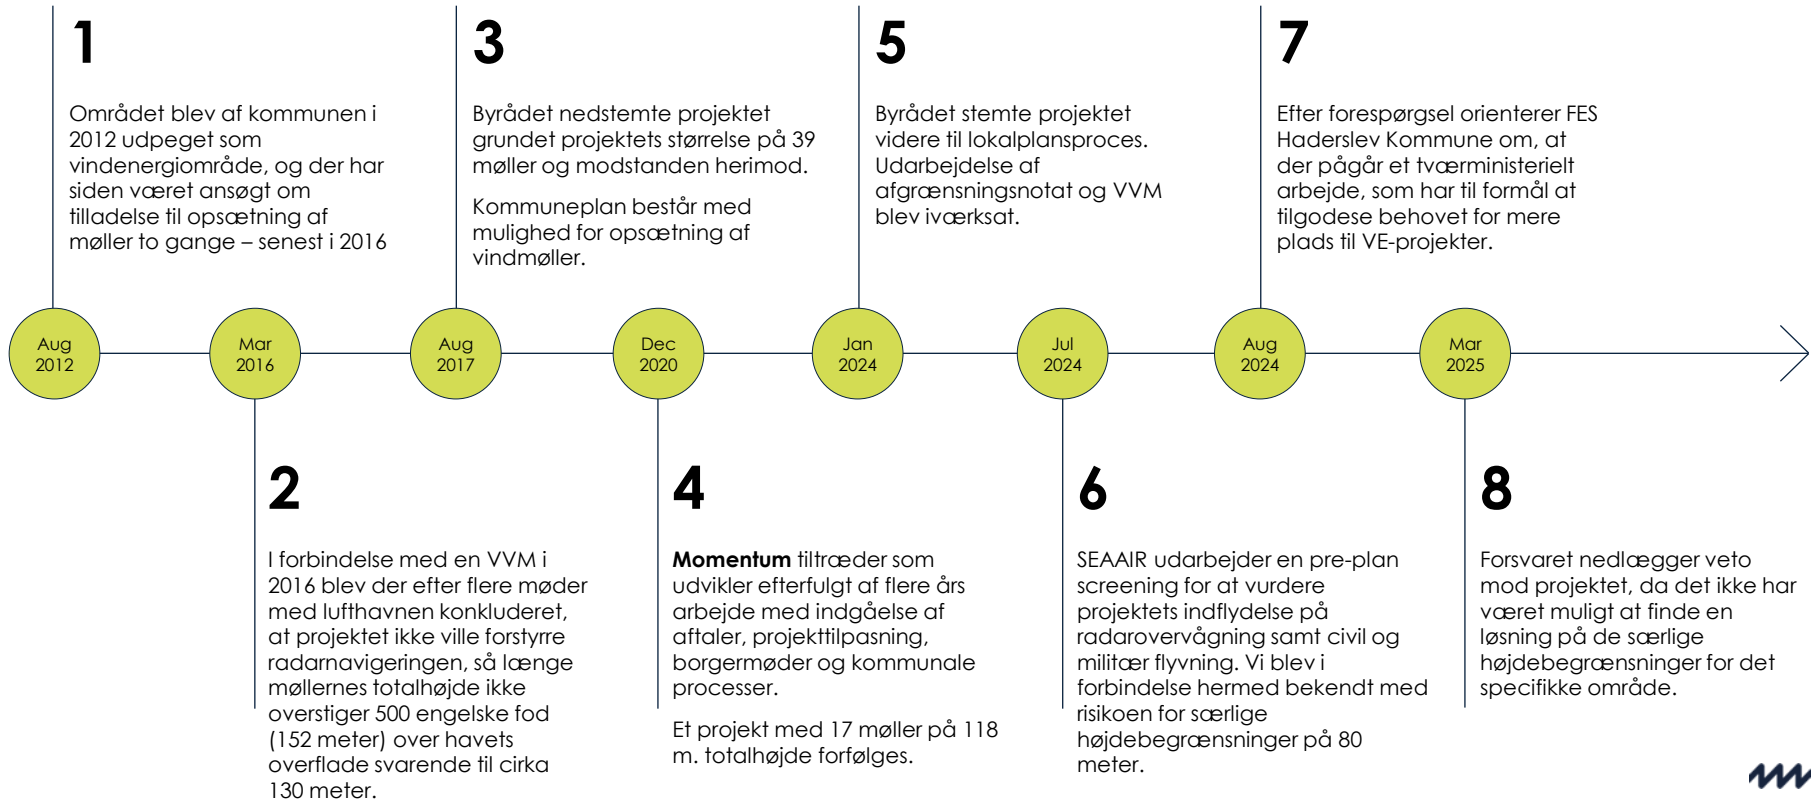 1
Området blev af kommunen i
2012 udpeget som
vindenergiområde, og der har
siden været ansøgt om
tilladelse til opsætning af
møller to gange – senest i 2016
3
Byrådet nedstemte projektet
grundet projektets størrelse på 39
møller og modstanden herimod.
Kommuneplan består med
mulighed for opsætning af
vindmøller.
5
Byrådet stemte projektet
videre til lokalplansproces.
Udarbejdelse af
afgrænsningsnotat og VVM
blev iværksat.
7
Efter forespørgsel orienterer FES
Haderslev Kommune om, at
der pågår et tværministerielt
arbejde, som har til formål at
tilgodese behovet for mere
plads til VE-projekter.
Aug
2012
Mar
2016
Aug
2017
Dec
2020
Jan
2024
Jul
2024
Aug
2024
Mar
2025
2
I forbindelse med en VVM i
2016 blev der efter flere møder
med lufthavnen konkluderet,
at projektet ikke ville forstyrre
radarnavigeringen, så længe
møllernes totalhøjde ikke
overstiger 500 engelske fod
(152 meter) over havets
overflade svarende til cirka
130 meter.
4
Momentum tiltræder som
udvikler efterfulgt af flere års
arbejde med indgåelse af
aftaler, projekttilpasning,
borgermøder og kommunale
processer.
Et projekt med 17 møller på 118
m. totalhøjde forfølges.
6
SEAAIR udarbejder en pre-plan
screening for at vurdere
projektets indflydelse på
radarovervågning samt civil og
militær flyvning. Vi blev i
forbindelse hermed bekendt med
risikoen for særlige
højdebegrænsninger på 80
meter.
8
Forsvaret nedlægger veto
mod projektet, da det ikke har
været muligt at finde en
løsning på de særlige
højdebegrænsninger for det
specifikke område.